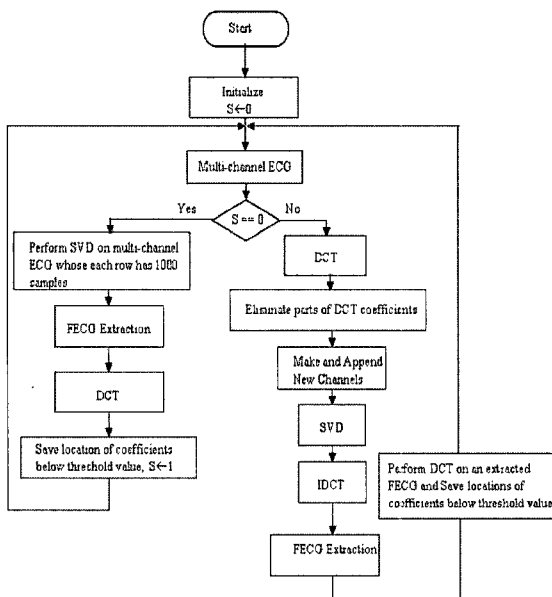 Start
Initialize
S←0
Multi-channel ECG
Yes
S == 0
No
Perform SVD on multi-channel
ECG whose each row has 1000
samples
FECG Extraction
DCT
Save location of coefficients
below threshold value, S←1
DCT
Eliminate parts of DCT coefficients
Make and Append
New Channels
SVD
IDCT
FECG Extraction
Perform DCT on an extracted
FECG and Save locations of
coefficients below threshold value